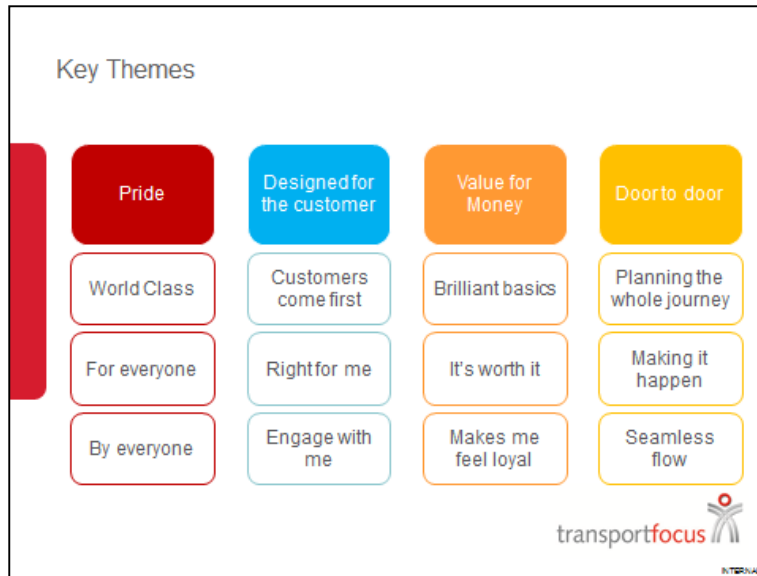 Key Themes
Pride
Designed for
the customer
Value for
Money
Door to door
World Class
Customers
come first
Brilliant basics
Planning the
whole journey
For everyone
Right for me
It's worth it
Making it
happen
By everyone
Engage with
me
Makes me
feel loyal
Seamless
flow
transportfocus
INTERNA